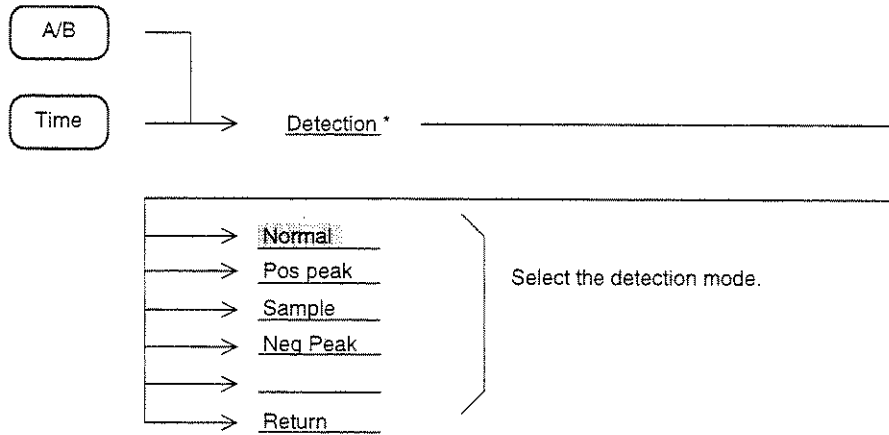 A/B
Time
Detection *
Normal
Pos peak
Sample
Neg Peak
Return
Select the detection mode.